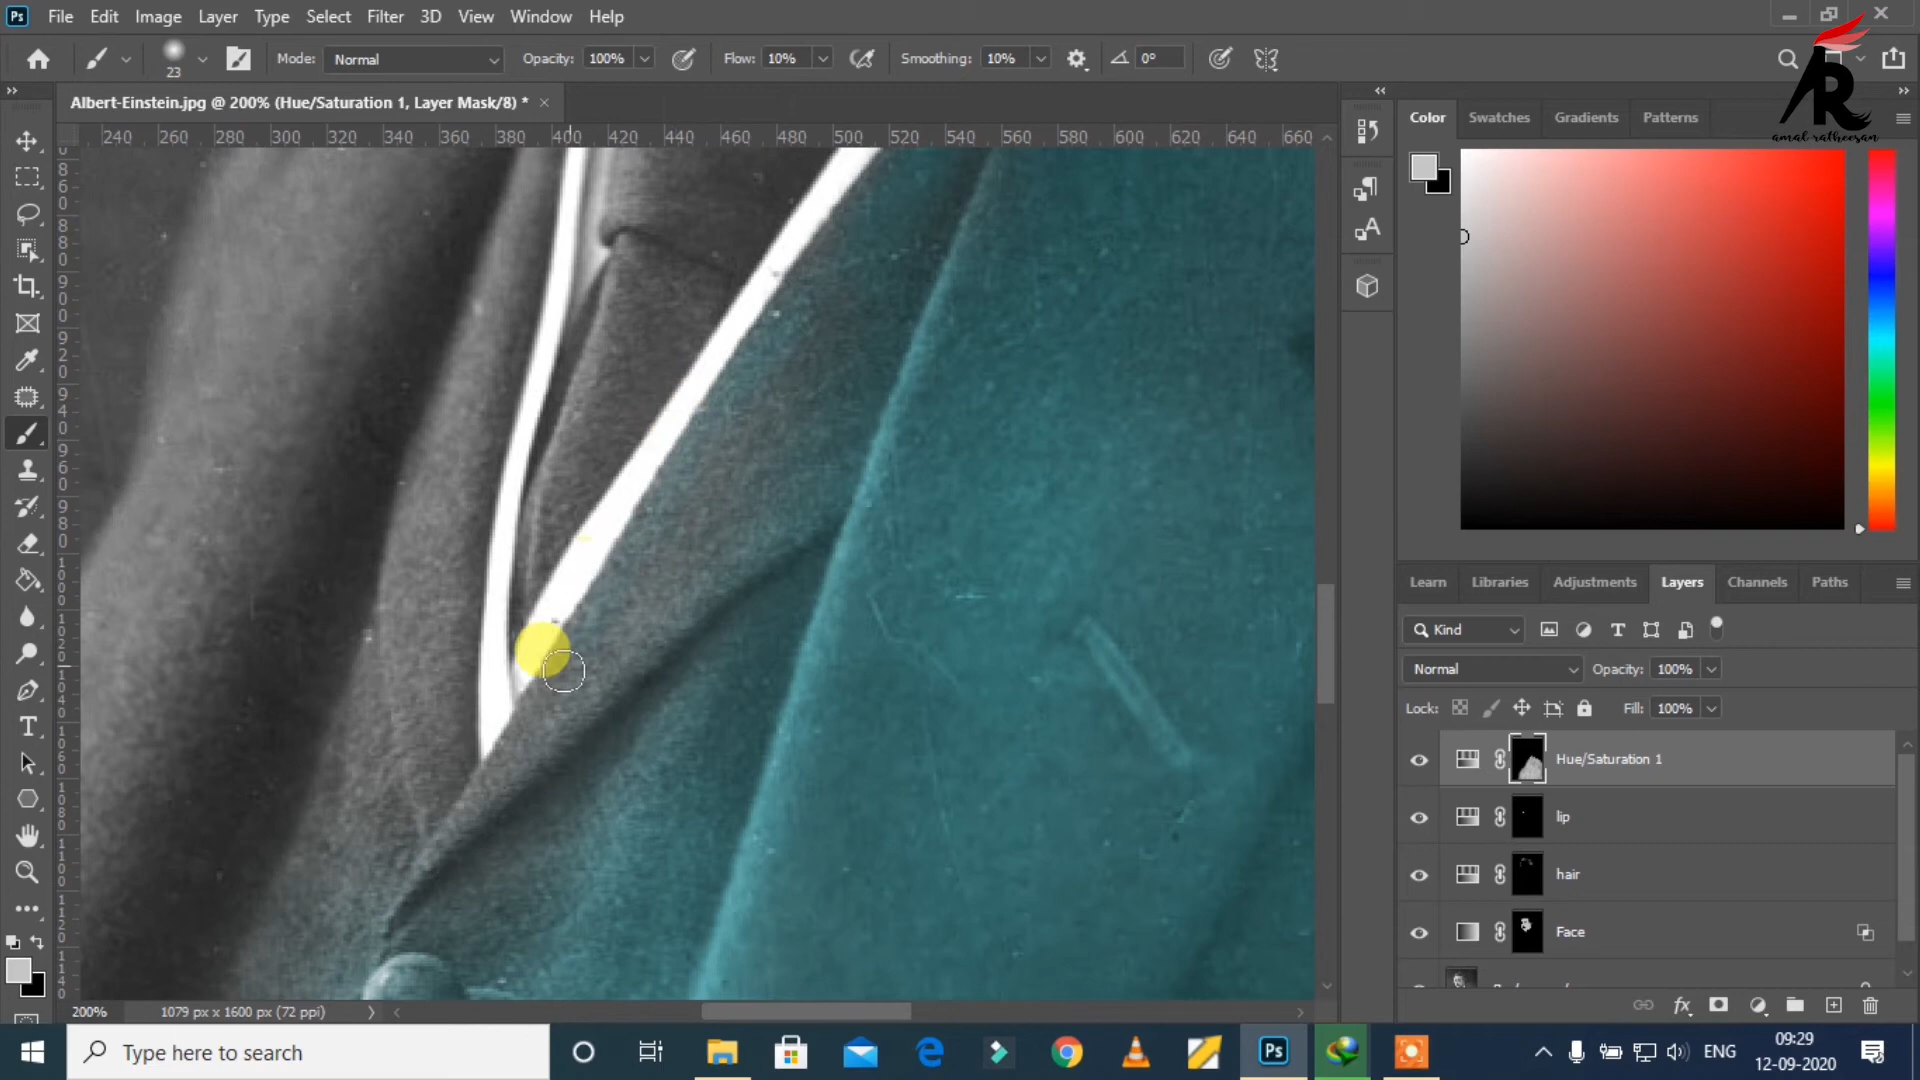 Ps File Edit Image Layer Type Select Filter 3D View Window Help
23 Mode: Normal Opacity: 100% Flow: 10% Smoothing: 10% 0°
Albert-Einstein.jpg @ 200% (Hue/Saturation 1, Layer Mask/8) *
240 260 280 300 320 340 360 380 400 420 440 460 480 500 520 540 560 580 600 620 640 660
AR
amal ratheesan
Color Swatches Gradients Patterns
Learn Libraries Adjustments Layers Channels Paths
Kind
Normal Opacity: 100%
Lock: Fill: 100%
Hue/Saturation 1
lip
hair
Face
200% 1079 px x 1600 px (72 ppi)
Type here to search
Ps
ENG
09:29
12-09-2020